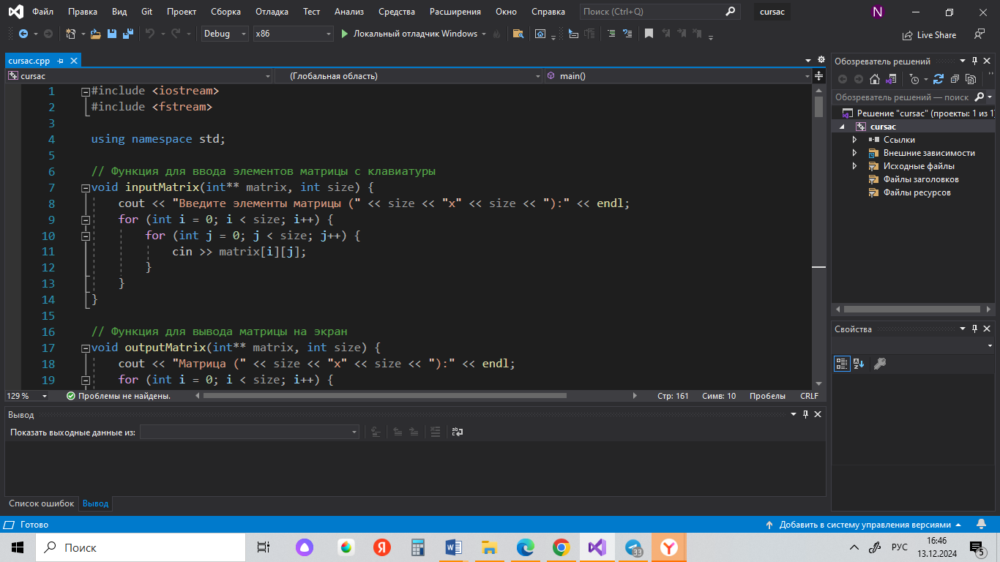 Файл Правка Вид Git Проект Сборка Отладка Тест Анализ Средства Расширения Окно Справка Поиск (Ctrl+Q) cursac N
Debug x86 Локальный отладчик Windows Live Share
cursac.cpp
cursac (Глобальная область) main()
1 #include <iostream>
2 #include <fstream>
3
4 using namespace std;
5
6 // Функция для ввода элементов матрицы с клавиатуры
7 void inputMatrix(int** matrix, int size) {
8 cout << "Введите элементы матрицы (" << size << "x" << size << "):" << endl;
9 for (int i = 0; i < size; i++) {
10 for (int j = 0; j < size; j++) {
11 cin >> matrix[i][j];
12 }
13 }
14 }
15
16 // Функция для вывода матрицы на экран
17 void outputMatrix(int** matrix, int size) {
18 cout << "Матрица (" << size << "x" << size << "):" << endl;
19 for (int i = 0; i < size; i++) {
129 % Проблемы не найдены. Стр: 161 Симв: 10 Пробелы CRLF
Вывод
Показать выходные данные из:
Список ошибок Вывод
Обозреватель решений
Обозреватель решений — поиск
Решение "cursac" (проекты: 1 из 1
cursac
Ссылки
Внешние зависимости
Исходные файлы
Файлы заголовков
Файлы ресурсов
Свойства
Готово Добавить в систему управления версиями
Поиск Я W 33 Y РУС 16:46
13.12.2024 5